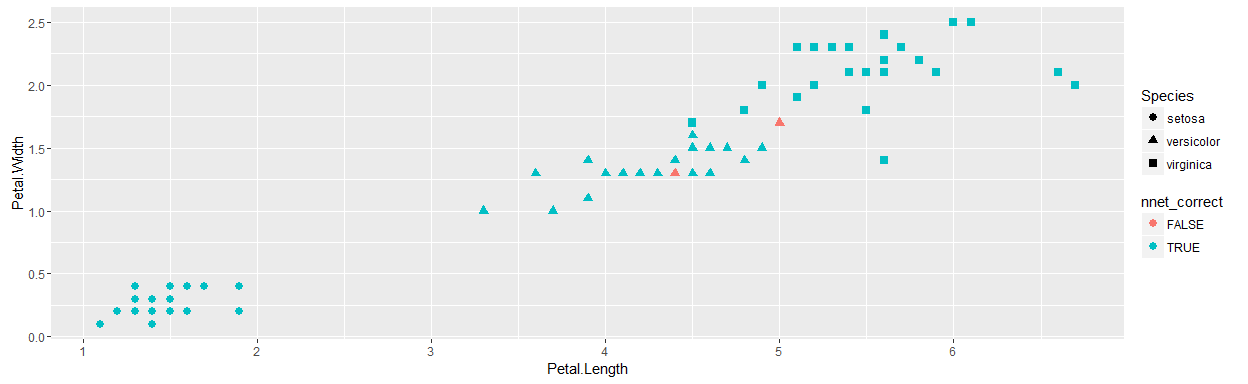 2.5
2.0
1.5
1.0
0.5
0.0
Petal.Width
1
2
3
4
5
6
Petal.Length
Species
setosa
versicolor
virginica
nnet_correct
FALSE
TRUE